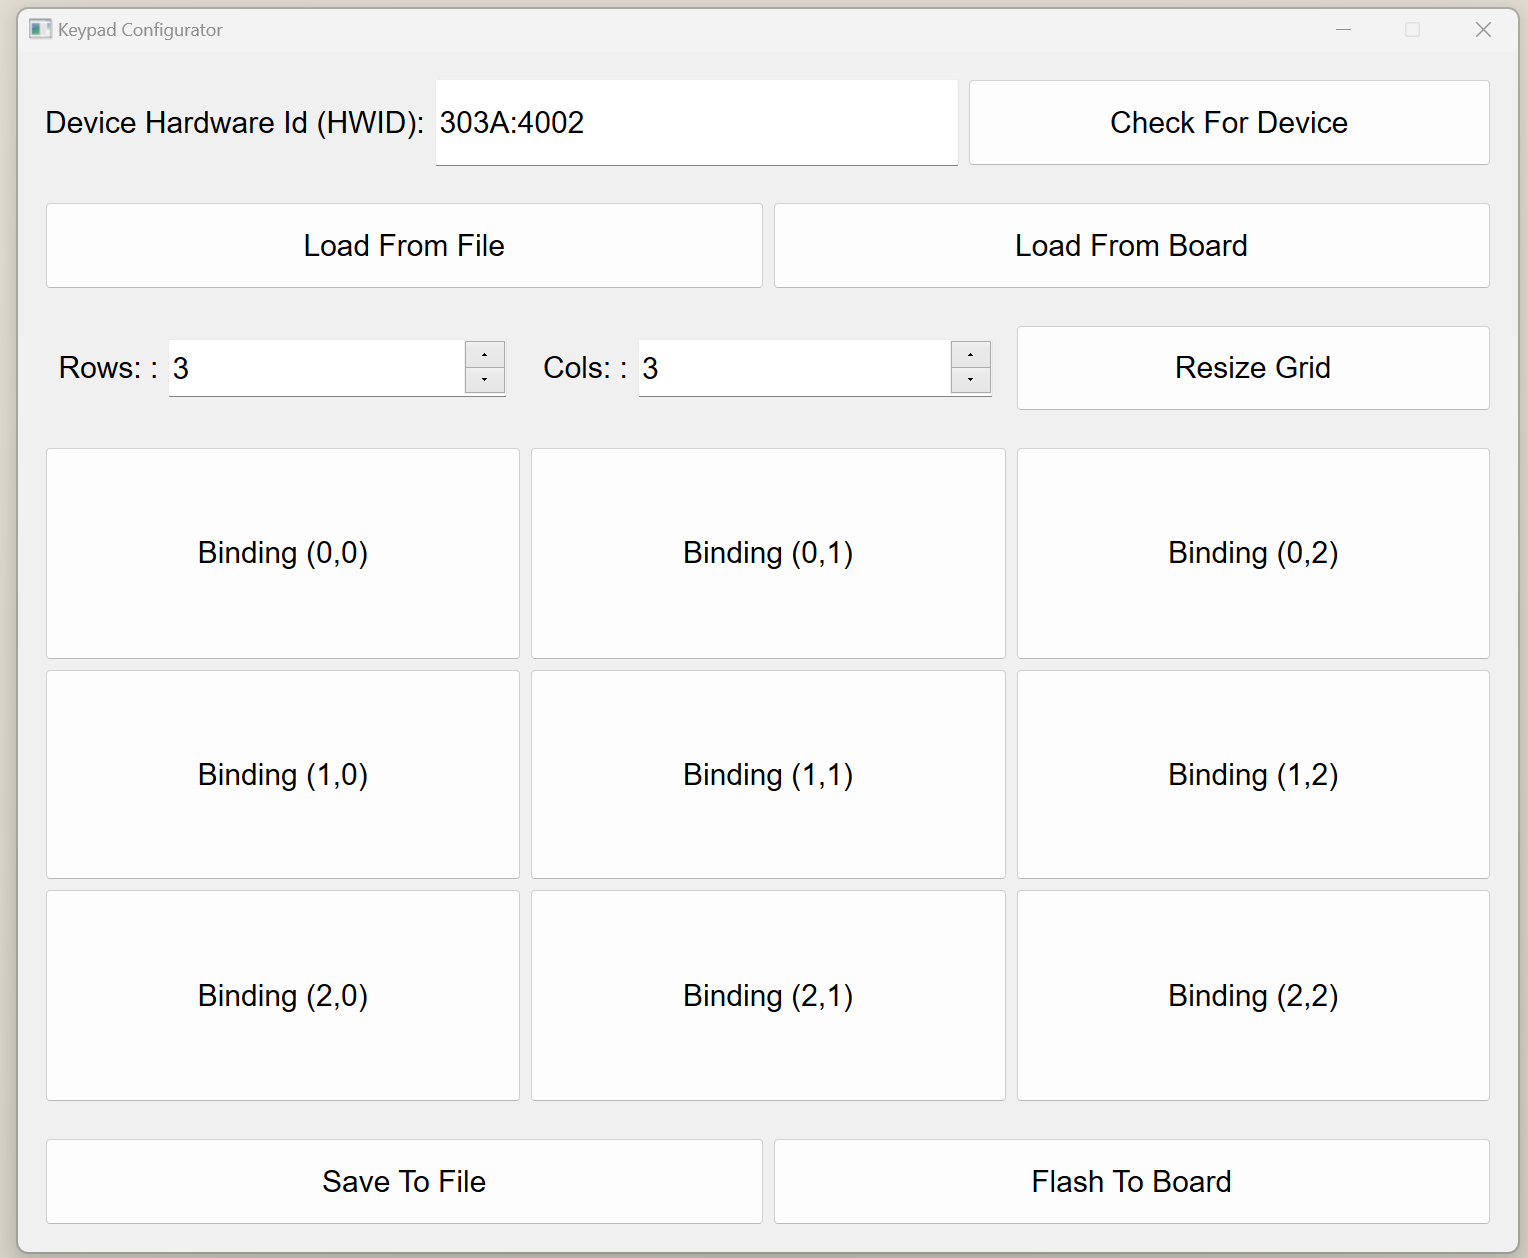 Keypad Configurator
Device Hardware Id (HWID): 303A:4002 Check For Device
Load From File Load From Board
Rows: : 3 Cols: : 3 Resize Grid
Binding (0,0) Binding (0,1) Binding (0,2)
Binding (1,0) Binding (1,1) Binding (1,2)
Binding (2,0) Binding (2,1) Binding (2,2)
Save To File Flash To Board